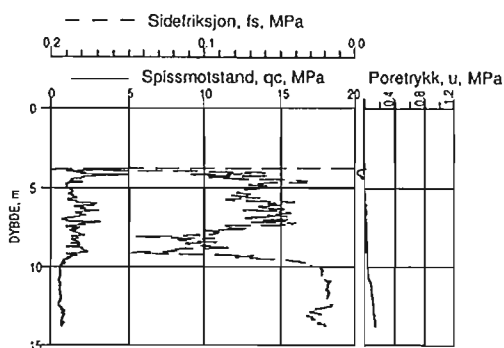 Sidefriksjon, fs, MPa
0,2 0,1 0,0
Spissmotstand, qc, MPa Poretrykk, u, MPa
0 5 10 15 20 0,4 0,8 1,2
DYBDE, m
0
5
10
15